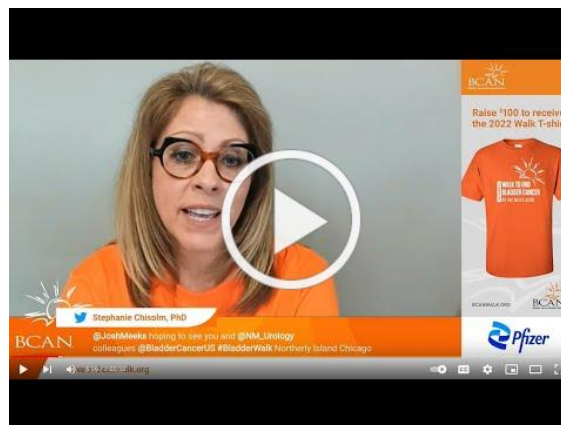 BCAN
Raise $100 to receive
the 2022 Walk T-shi
WALK TO END
BLADDER CANCER
BCANWALK.ORG
BCAN
Stephanie Chisolm, PhD
@JoshMeeks hoping to see you and @NM_Urology
colleagues @BladderCancerUS #BladderWalk Northerly Island Chicago
BCAN
Pfizer